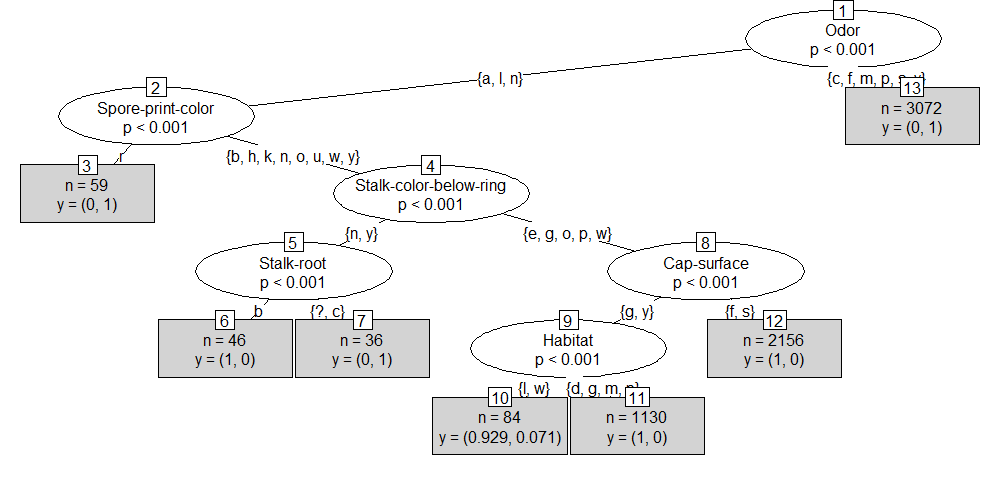 1
Odor
p < 0.001
{a, l, n}
{c, f, m, p,
2
Spore-print-color
p < 0.001
13
n = 3072
y = (0, 1)
r
{b, h, k, n, o, u, w, y}
3
n = 59
y = (0, 1)
4
Stalk-color-below-ring
p < 0.001
{n, y}
{e, g, o, p, w}
5
Stalk-root
p < 0.001
8
Cap-surface
p < 0.001
b
{?, c}
{g, y}
{f, s}
6
n = 46
y = (1, 0)
7
n = 36
y = (0, 1)
9
Habitat
p < 0.001
12
n = 2156
y = (1, 0)
{l, w}
{d, g, m,
10
n = 84
y = (0.929, 0.071)
11
n = 1130
y = (1, 0)